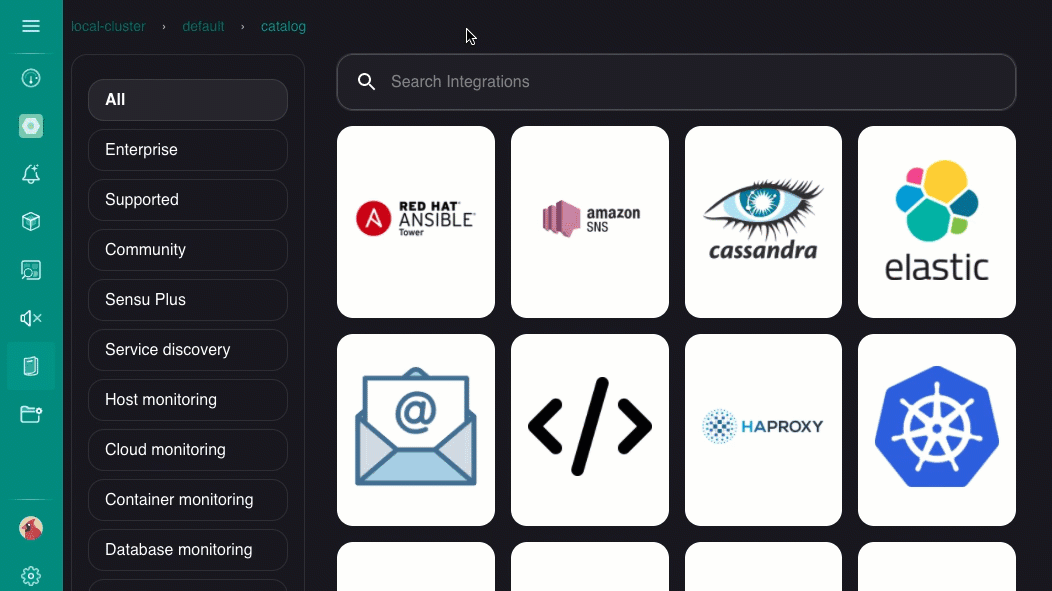 local-cluster › default › catalog
All
Enterprise
Supported
Community
Sensu Plus
Service discovery
Host monitoring
Cloud monitoring
Container monitoring
Database monitoring
Search Integrations
RED HAT
ANSIBLE
Tower
amazon
SNS
cassandra
elastic
@
</>
HAPROXY